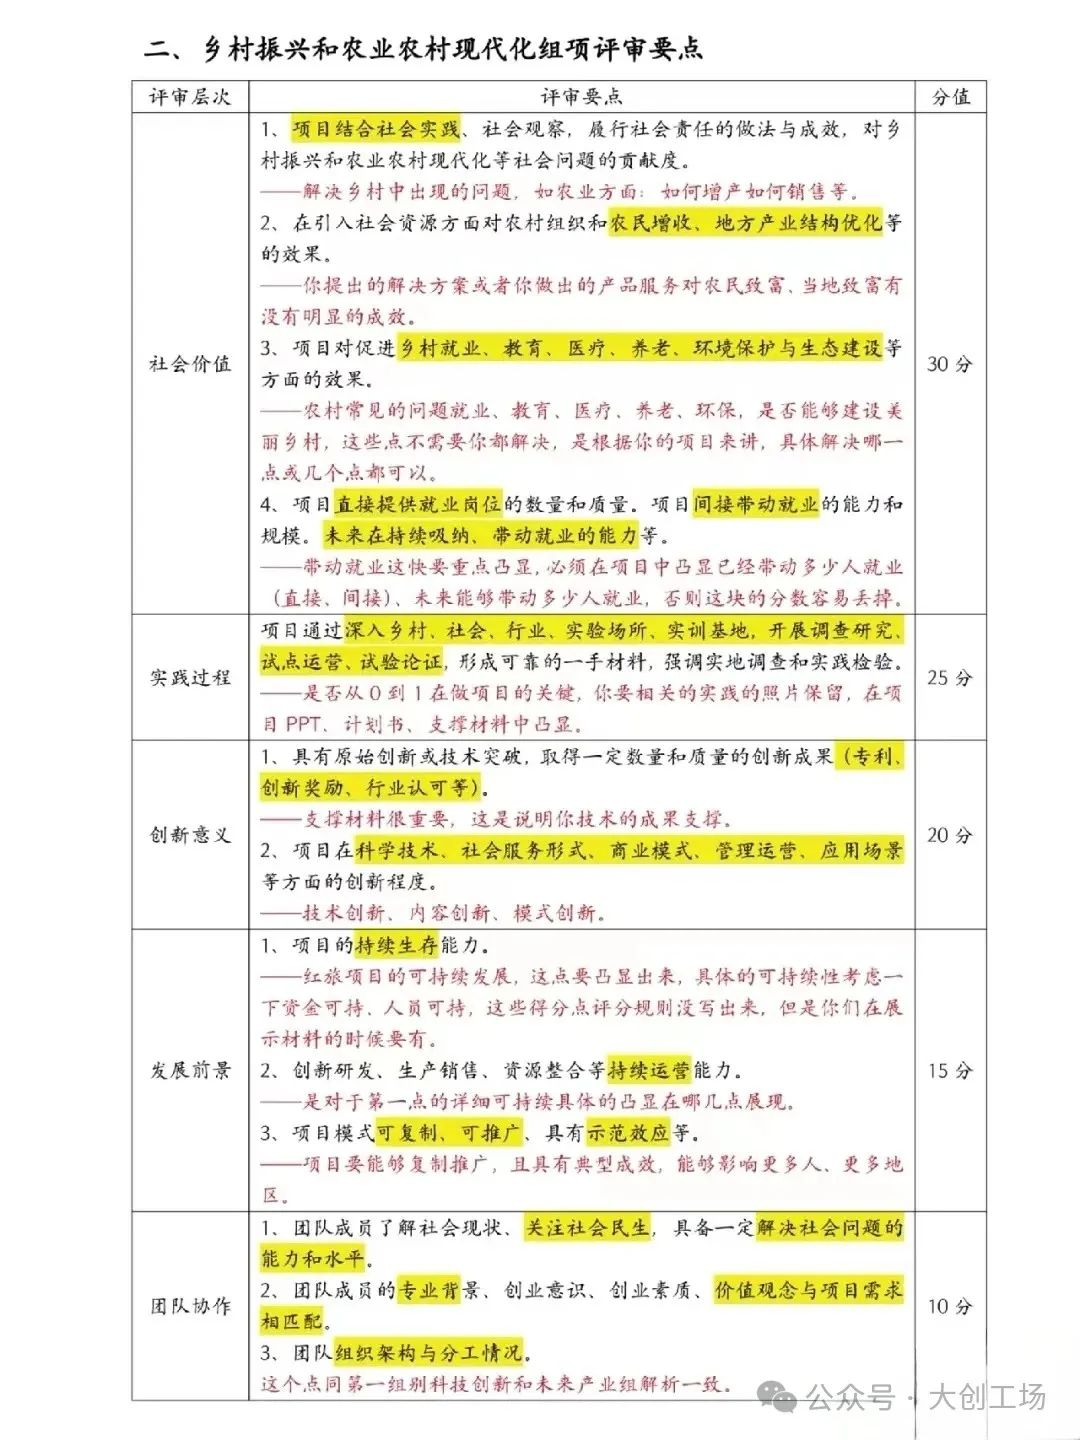 二、乡村振兴和农业农村现代化组项评审要点
评审层次
评审要点
分值
社会价值
1、项目结合社会实践、社会观察，履行社会责任的做法与成效，对乡
村振兴和农业农村现代化等社会问题的贡献度。
——解决乡村中出现的问题，如农业方面：如何增产如何销售等。
2、在引入社会资源方面对农村组织和农民增收、地方产业结构优化等
的效果。
——你提出的解决方案或者你做出的产品服务对农民致富、当地致富有
没有明显的成效。
3、项目对促进乡村就业、教育、医疗、养老、环境保护与生态建设等
方面的效果。
——农村常见的问题就业、教育、医疗、养老、环保，是否能够建设美
丽乡村，这些点不需要你都解决，是根据你的项目来讲，具体解决哪一
点或几个点都可以。
4、项目直接提供就业岗位的数量和质量。项目间接带动就业的能力和
规模。未来在持续吸纳、带动就业的能力等。
——带动就业这快要重点凸显，必须在项目中凸显已经带动多少人就业
（直接、间接）、未来能够带动多少人就业，否则这块的分数容易丢掉。
30 分
实践过程
项目通过深入乡村、社会、行业、实验场所、实训基地，开展调查研究、
试点运营、试验论证，形成可靠的一手材料，强调实地调查和实践检验。
——是否从 0 到 1 在做项目的关键，你要相关的实践的照片保留，在项
目 PPT、计划书、支撑材料中凸显。
25 分
创新意义
1、具有原始创新或技术突破，取得一定数量和质量的创新成果（专利、
创新奖励、行业认可等）。
——支撑材料很重要，这是说明你技术的成果支撑。
2、项目在科学技术、社会服务形式、商业模式、管理运营、应用场景
等方面的创新程度。
——技术创新、内容创新、模式创新。
20 分
发展前景
1、项目的持续生存能力。
——红旅项目的可持续发展，这点要凸显出来，具体的可持续性考虑一
下资金可持、人员可持，这些得分点评分规则没写出来，但是你们在展
示材料的时候要有。
2、创新研发、生产销售、资源整合等持续运营能力。
——是对于第一点的详细可持续具体的凸显在哪几点展现。
3、项目模式可复制、可推广、具有示范效应等。
——项目要能够复制推广，且具有典型成效，能够影响更多人、更多地
区。
15 分
团队协作
1、团队成员了解社会现状、关注社会民生，具备一定解决社会问题的
能力和水平。
2、团队成员的专业背景、创业意识、创业素质、价值观念与项目需求
相匹配。
3、团队组织架构与分工情况。
这个点同第一组别科技创新和未来产业组解析一致。
10 分
公众号 · 大创工场